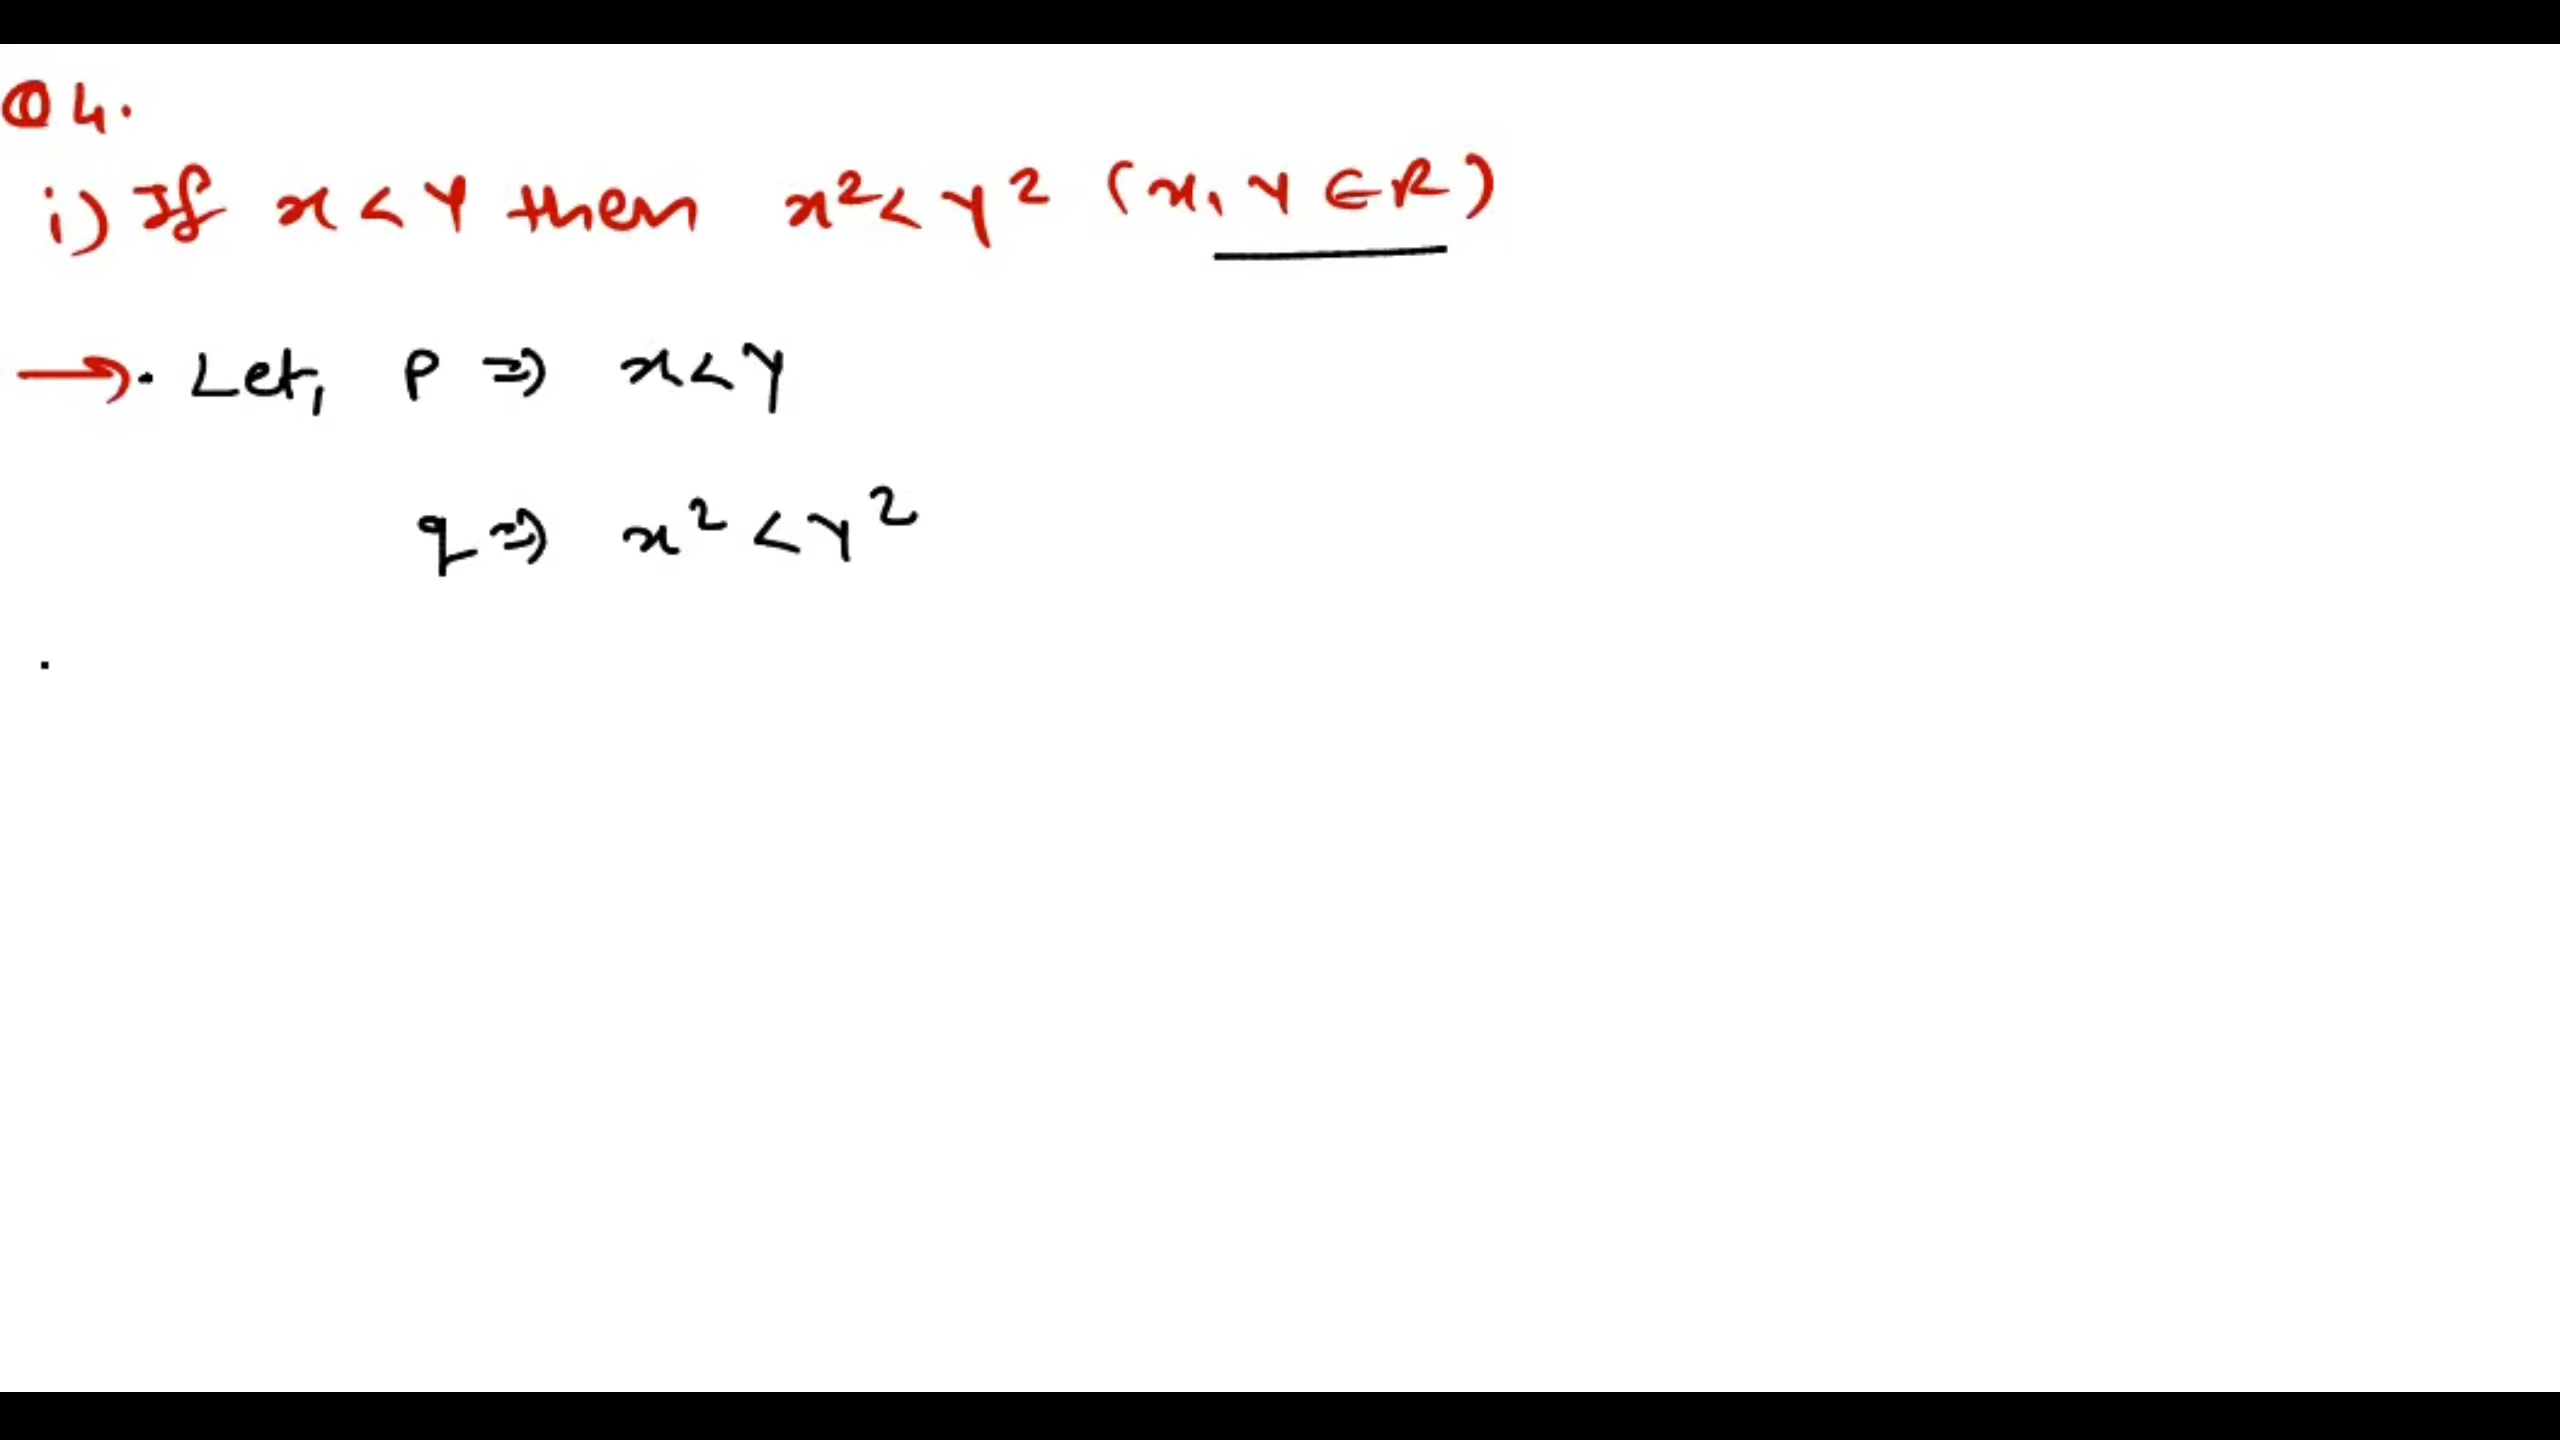 Q4.
i) If x < y then x² < y² (x, y ∈ R)
→. Let, P ⇒ x < y
q ⇒ x² < y²
.